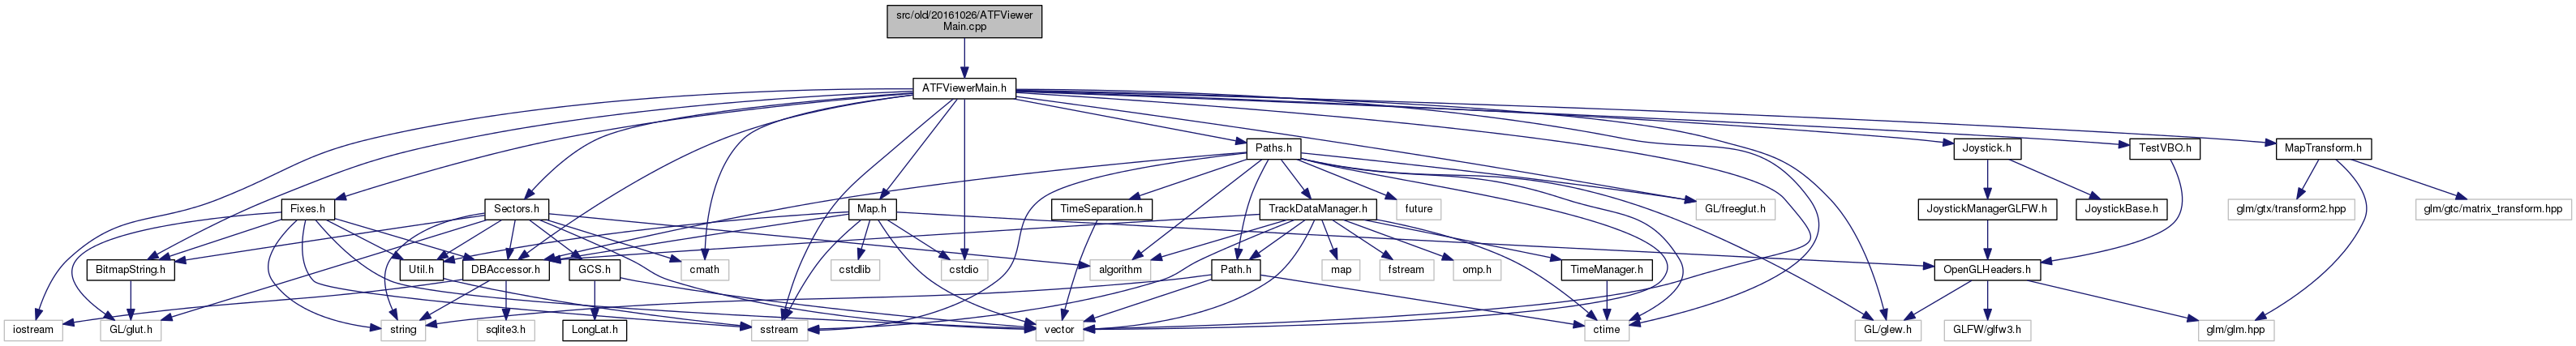 src/old/20161026/ATFViewer
Main.cpp
ATFViewerMain.h
Paths.h
Joystick.h
TestVBO.h
MapTransform.h
Fixes.h
Sectors.h
Map.h
TimeSeparation.h
TrackDataManager.h
future
GL/freeglut.h
JoystickManagerGLFW.h
JoystickBase.h
glm/gtx/transform2.hpp
glm/gtc/matrix_transform.hpp
BitmapString.h
Util.h
DBAccessor.h
GCS.h
cmath
cstdlib
cstdio
algorithm
Path.h
map
fstream
omp.h
TimeManager.h
OpenGLHeaders.h
iostream
GL/glut.h
string
sqlite3.h
LongLat.h
sstream
vector
ctime
GL/glew.h
GLFW/glfw3.h
glm/glm.hpp